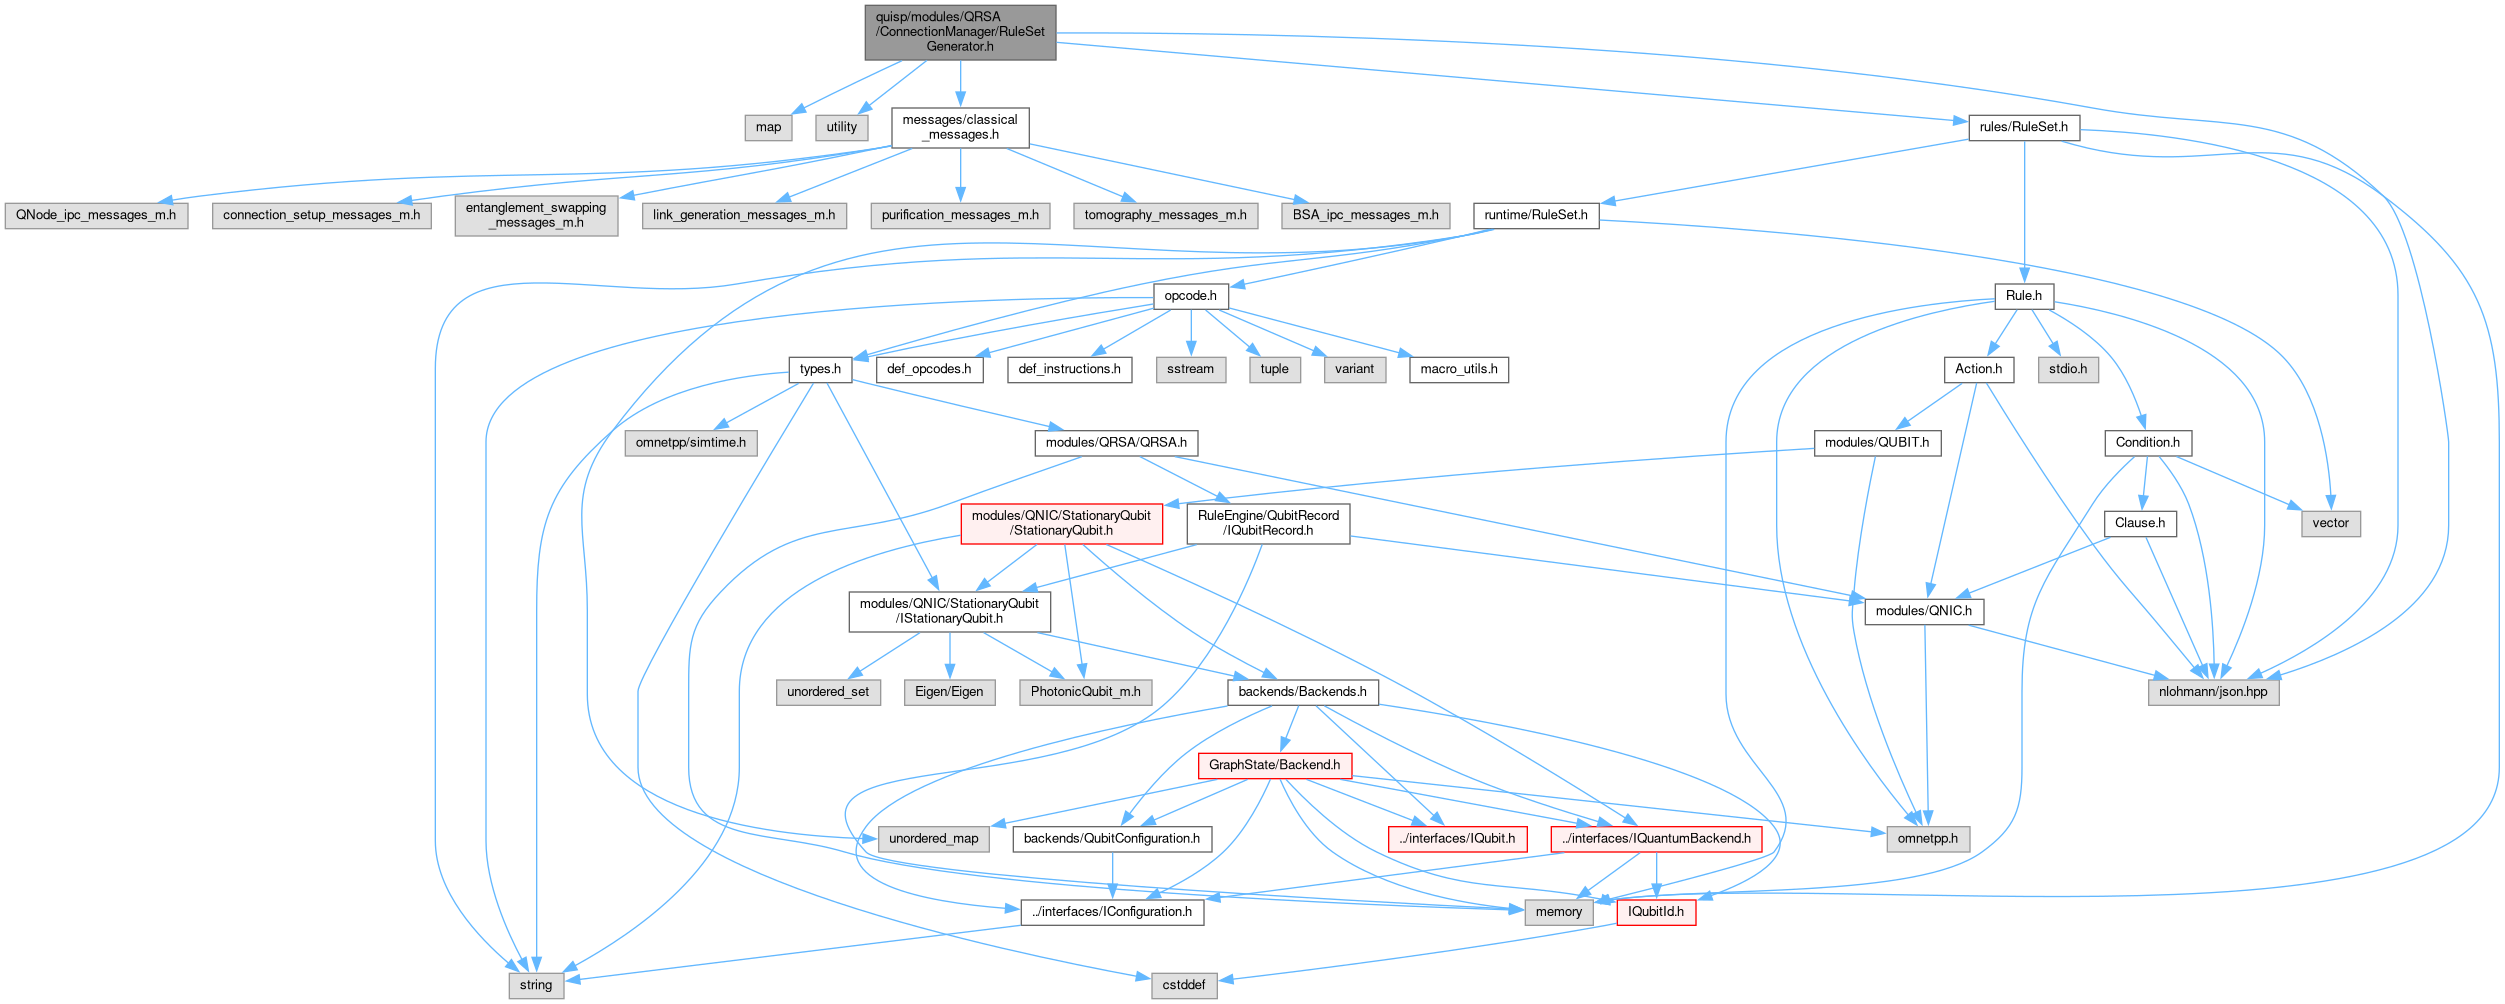 quisp/modules/QRSA
/ConnectionManager/RuleSet
Generator.h
map
utility
messages/classical
_messages.h
rules/RuleSet.h
QNode_ipc_messages_m.h
connection_setup_messages_m.h
entanglement_swapping
_messages_m.h
link_generation_messages_m.h
purification_messages_m.h
tomography_messages_m.h
BSA_ipc_messages_m.h
runtime/RuleSet.h
opcode.h
Rule.h
types.h
def_opcodes.h
def_instructions.h
sstream
tuple
variant
macro_utils.h
Action.h
stdio.h
omnetpp/simtime.h
modules/QRSA/QRSA.h
modules/QUBIT.h
Condition.h
modules/QNIC/StationaryQubit
/StationaryQubit.h
RuleEngine/QubitRecord
/IQubitRecord.h
Clause.h
vector
modules/QNIC/StationaryQubit
/IStationaryQubit.h
modules/QNIC.h
unordered_set
Eigen/Eigen
PhotonicQubit_m.h
backends/Backends.h
nlohmann/json.hpp
GraphState/Backend.h
unordered_map
backends/QubitConfiguration.h
../interfaces/IQubit.h
../interfaces/IQuantumBackend.h
omnetpp.h
../interfaces/IConfiguration.h
memory
IQubitId.h
string
cstddef